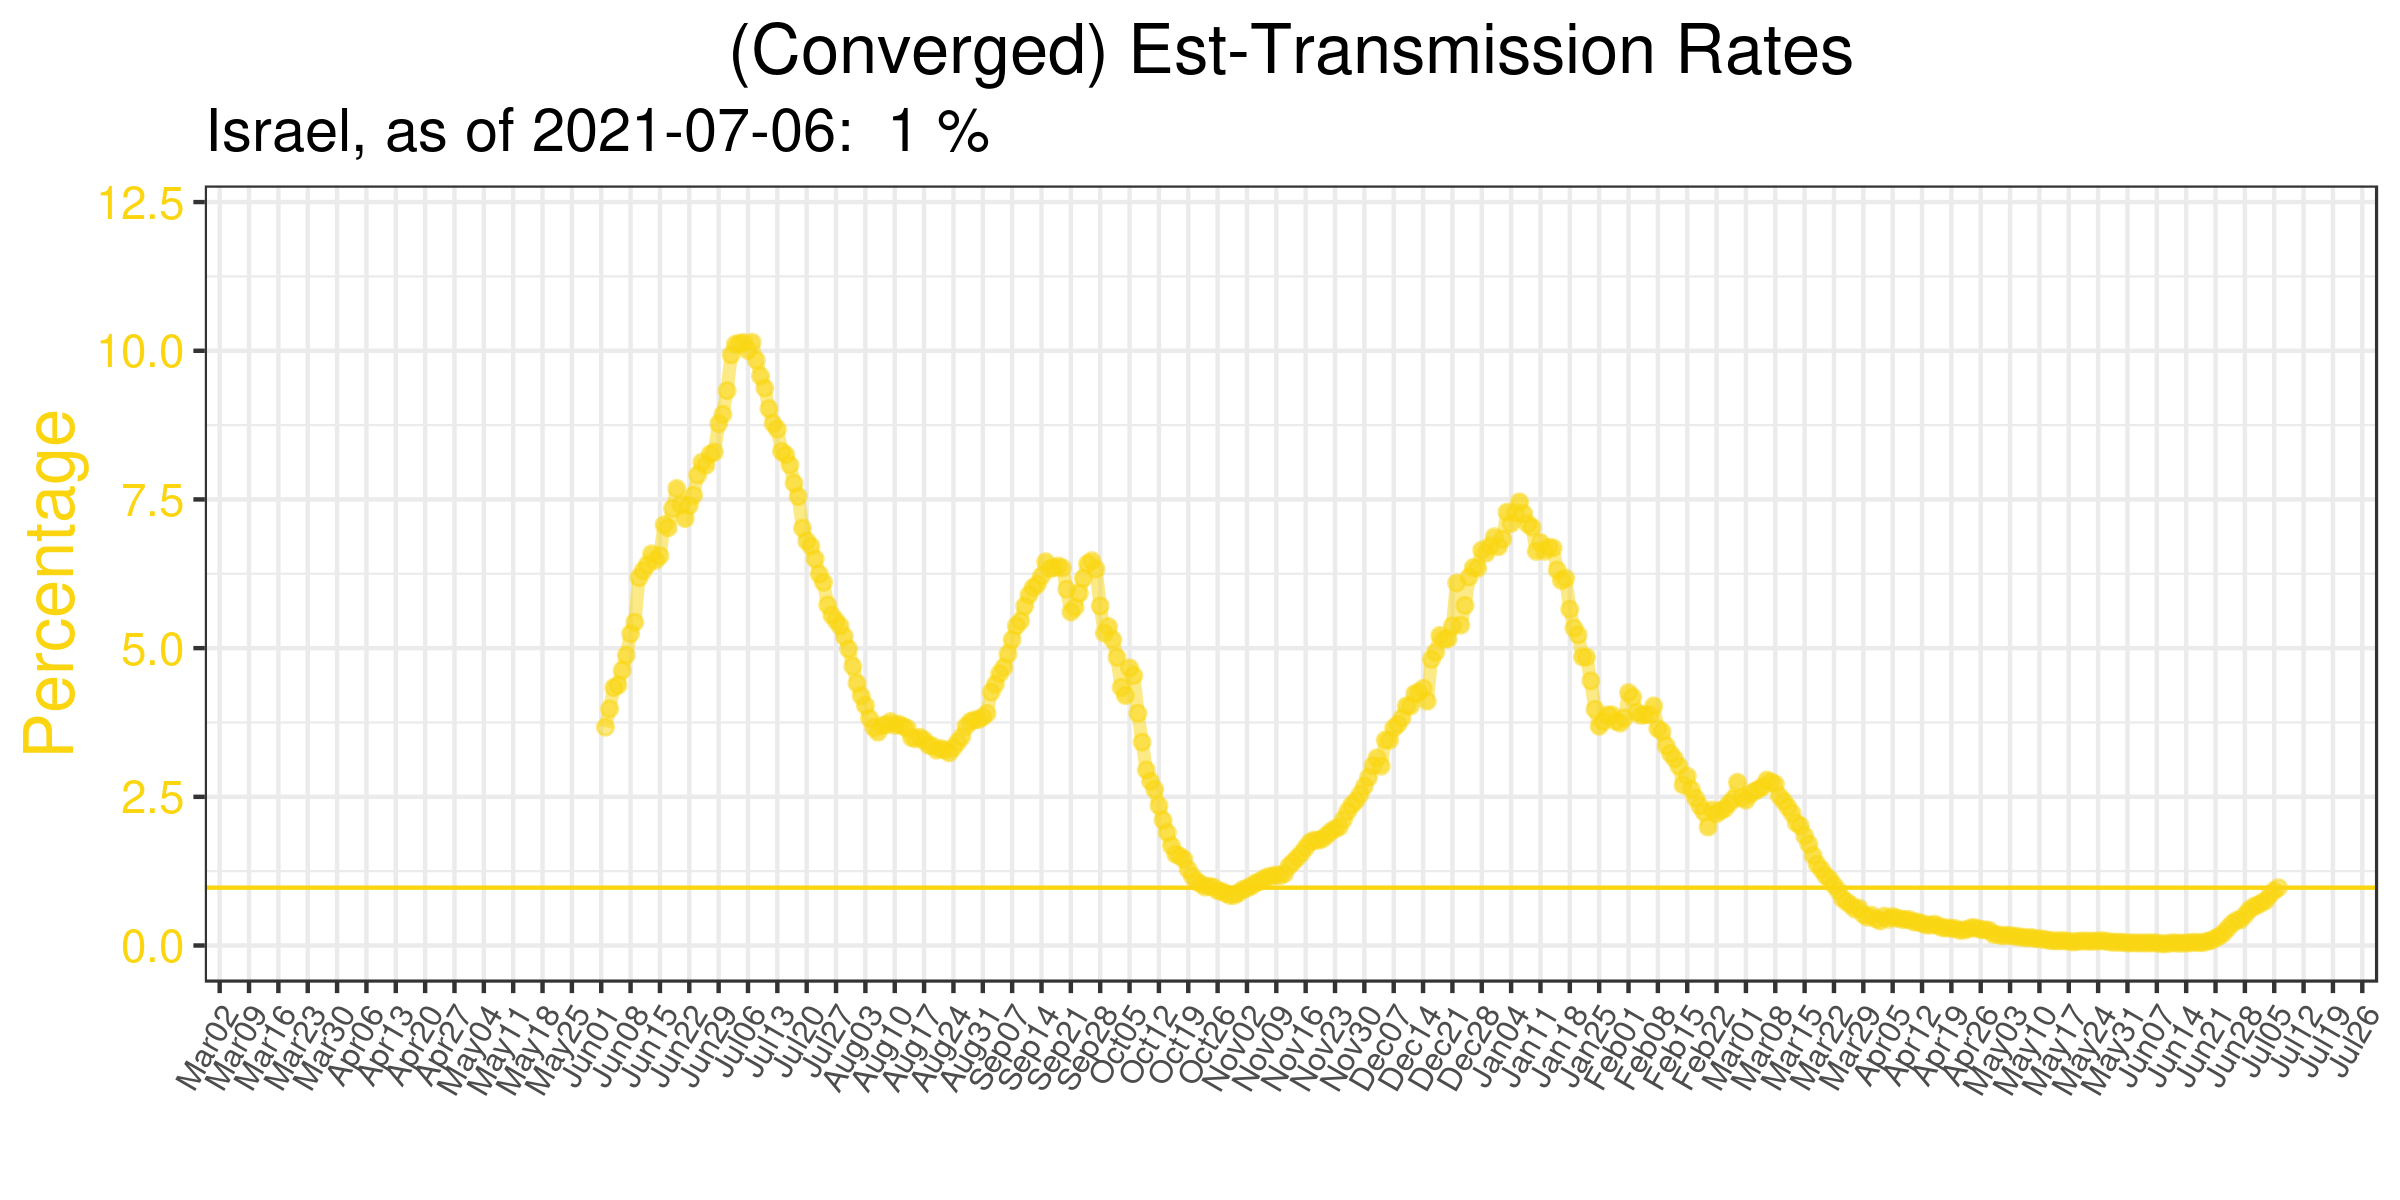 (Converged) Est-Transmission Rates
Israel, as of 2021-07-06:  1 %
Percentage
12.5
10.0
7.5
5.0
2.5
0.0
Mar02
Mar09
Mar16
Mar23
Mar30
Apr06
Apr13
Apr20
Apr27
May04
May11
May18
May25
Jun01
Jun08
Jun15
Jun22
Jun29
Jul06
Jul13
Jul20
Jul27
Aug03
Aug10
Aug17
Aug24
Aug31
Sep07
Sep14
Sep21
Sep28
Oct05
Oct12
Oct19
Oct26
Nov02
Nov09
Nov16
Nov23
Nov30
Dec07
Dec14
Dec21
Dec28
Jan04
Jan11
Jan18
Jan25
Feb01
Feb08
Feb15
Feb22
Mar01
Mar08
Mar15
Mar22
Mar29
Apr05
Apr12
Apr19
Apr26
May03
May10
May17
May24
May31
Jun07
Jun14
Jun21
Jun28
Jul05
Jul12
Jul19
Jul26